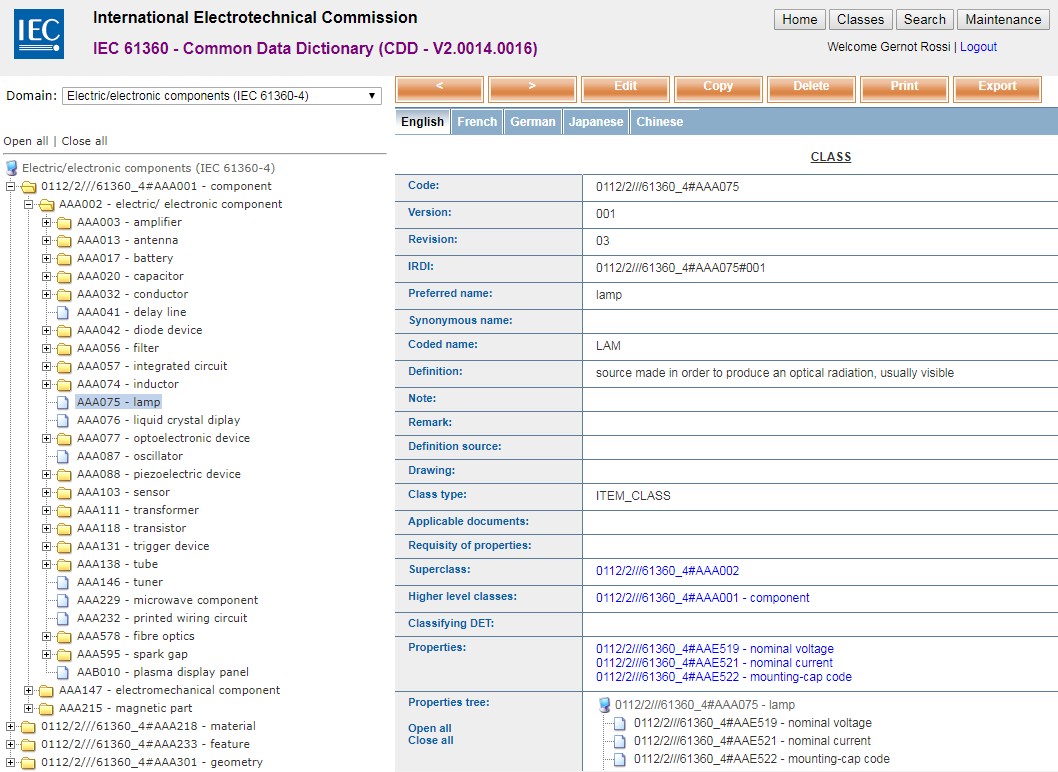 IEC
International Electrotechnical Commission
IEC 61360 - Common Data Dictionary (CDD - V2.0014.0016)
Home Classes Search Maintenance
Welcome Gernot Rossi | Logout
Domain: Electric/electronic components (IEC 61360-4)
Open all | Close all
Electric/electronic components (IEC 61360-4)
0112/2///61360_4#AAA001 - component
AAA002 - electric/ electronic component
AAA003 - amplifier
AAA013 - antenna
AAA017 - battery
AAA020 - capacitor
AAA032 - conductor
AAA041 - delay line
AAA042 - diode device
AAA056 - filter
AAA057 - integrated circuit
AAA074 - inductor
AAA075 - lamp
AAA076 - liquid crystal diplay
AAA077 - optoelectronic device
AAA087 - oscillator
AAA088 - piezoelectric device
AAA103 - sensor
AAA111 - transformer
AAA118 - transistor
AAA131 - trigger device
AAA138 - tube
AAA146 - tuner
AAA229 - microwave component
AAA232 - printed wiring circuit
AAA578 - fibre optics
AAA595 - spark gap
AAB010 - plasma display panel
AAA147 - electromechanical component
AAA215 - magnetic part
0112/2///61360_4#AAA218 - material
0112/2///61360_4#AAA233 - feature
0112/2///61360_4#AAA301 - geometry
< > Edit Copy Delete Print Export
English French German Japanese Chinese
CLASS
Code: 0112/2///61360_4#AAA075
Version: 001
Revision: 03
IRDI: 0112/2///61360_4#AAA075#001
Preferred name: lamp
Synonymous name:
Coded name: LAM
Definition: source made in order to produce an optical radiation, usually visible
Note:
Remark:
Definition source:
Drawing:
Class type: ITEM_CLASS
Applicable documents:
Requisity of properties:
Superclass: 0112/2///61360_4#AAA002
Higher level classes: 0112/2///61360_4#AAA001 - component
Classifying DET:
Properties: 0112/2///61360_4#AAE519 - nominal voltage
0112/2///61360_4#AAE521 - nominal current
0112/2///61360_4#AAE522 - mounting-cap code
Properties tree: 0112/2///61360_4#AAA075 - lamp
Open all 0112/2///61360_4#AAE519 - nominal voltage
Close all 0112/2///61360_4#AAE521 - nominal current
0112/2///61360_4#AAE522 - mounting-cap code